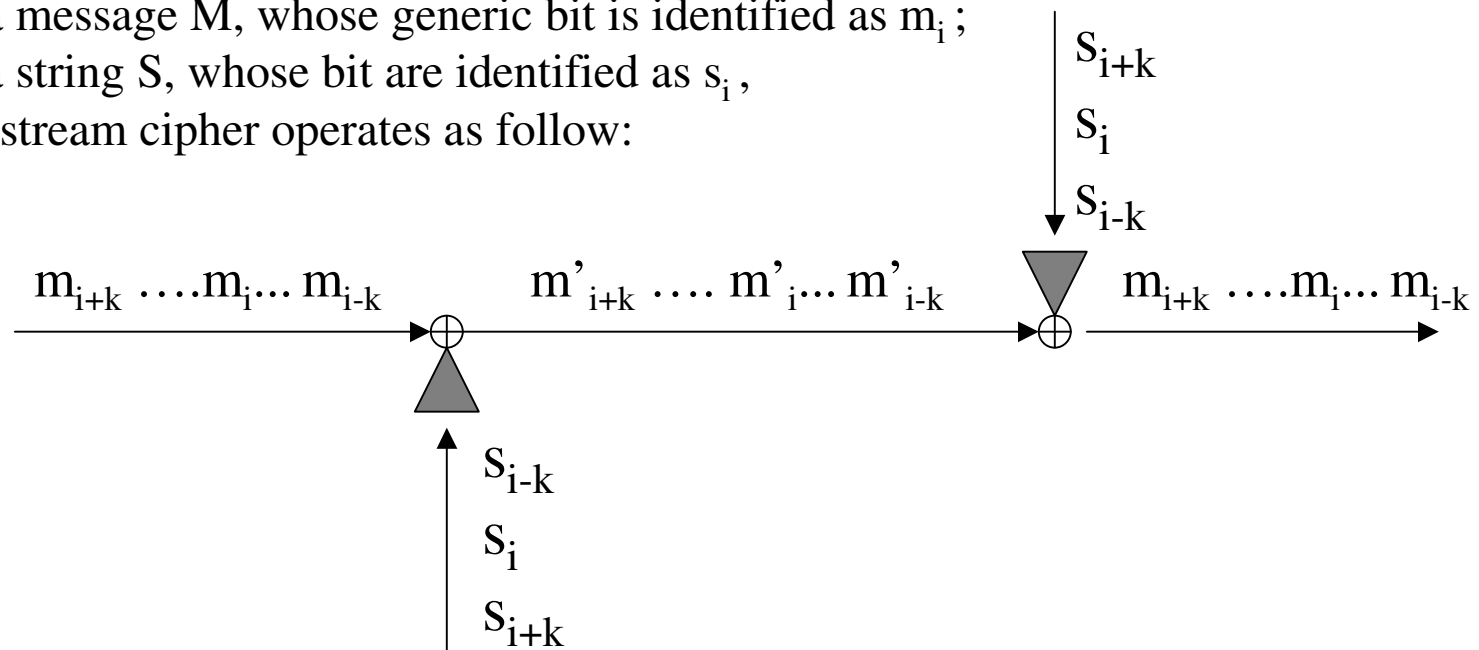 a message M, whose generic bit is identified as mᵢ ;
a string S, whose bit are identified as sᵢ ,
stream cipher operates as follow:
sᵢ₊ₖ
sᵢ
sᵢ₋ₖ
mᵢ₊ₖ ….mᵢ... mᵢ₋ₖ m’ᵢ₊ₖ …. m’ᵢ... m’ᵢ₋ₖ mᵢ₊ₖ ….mᵢ... mᵢ₋ₖ
sᵢ₋ₖ
sᵢ
sᵢ₊ₖ